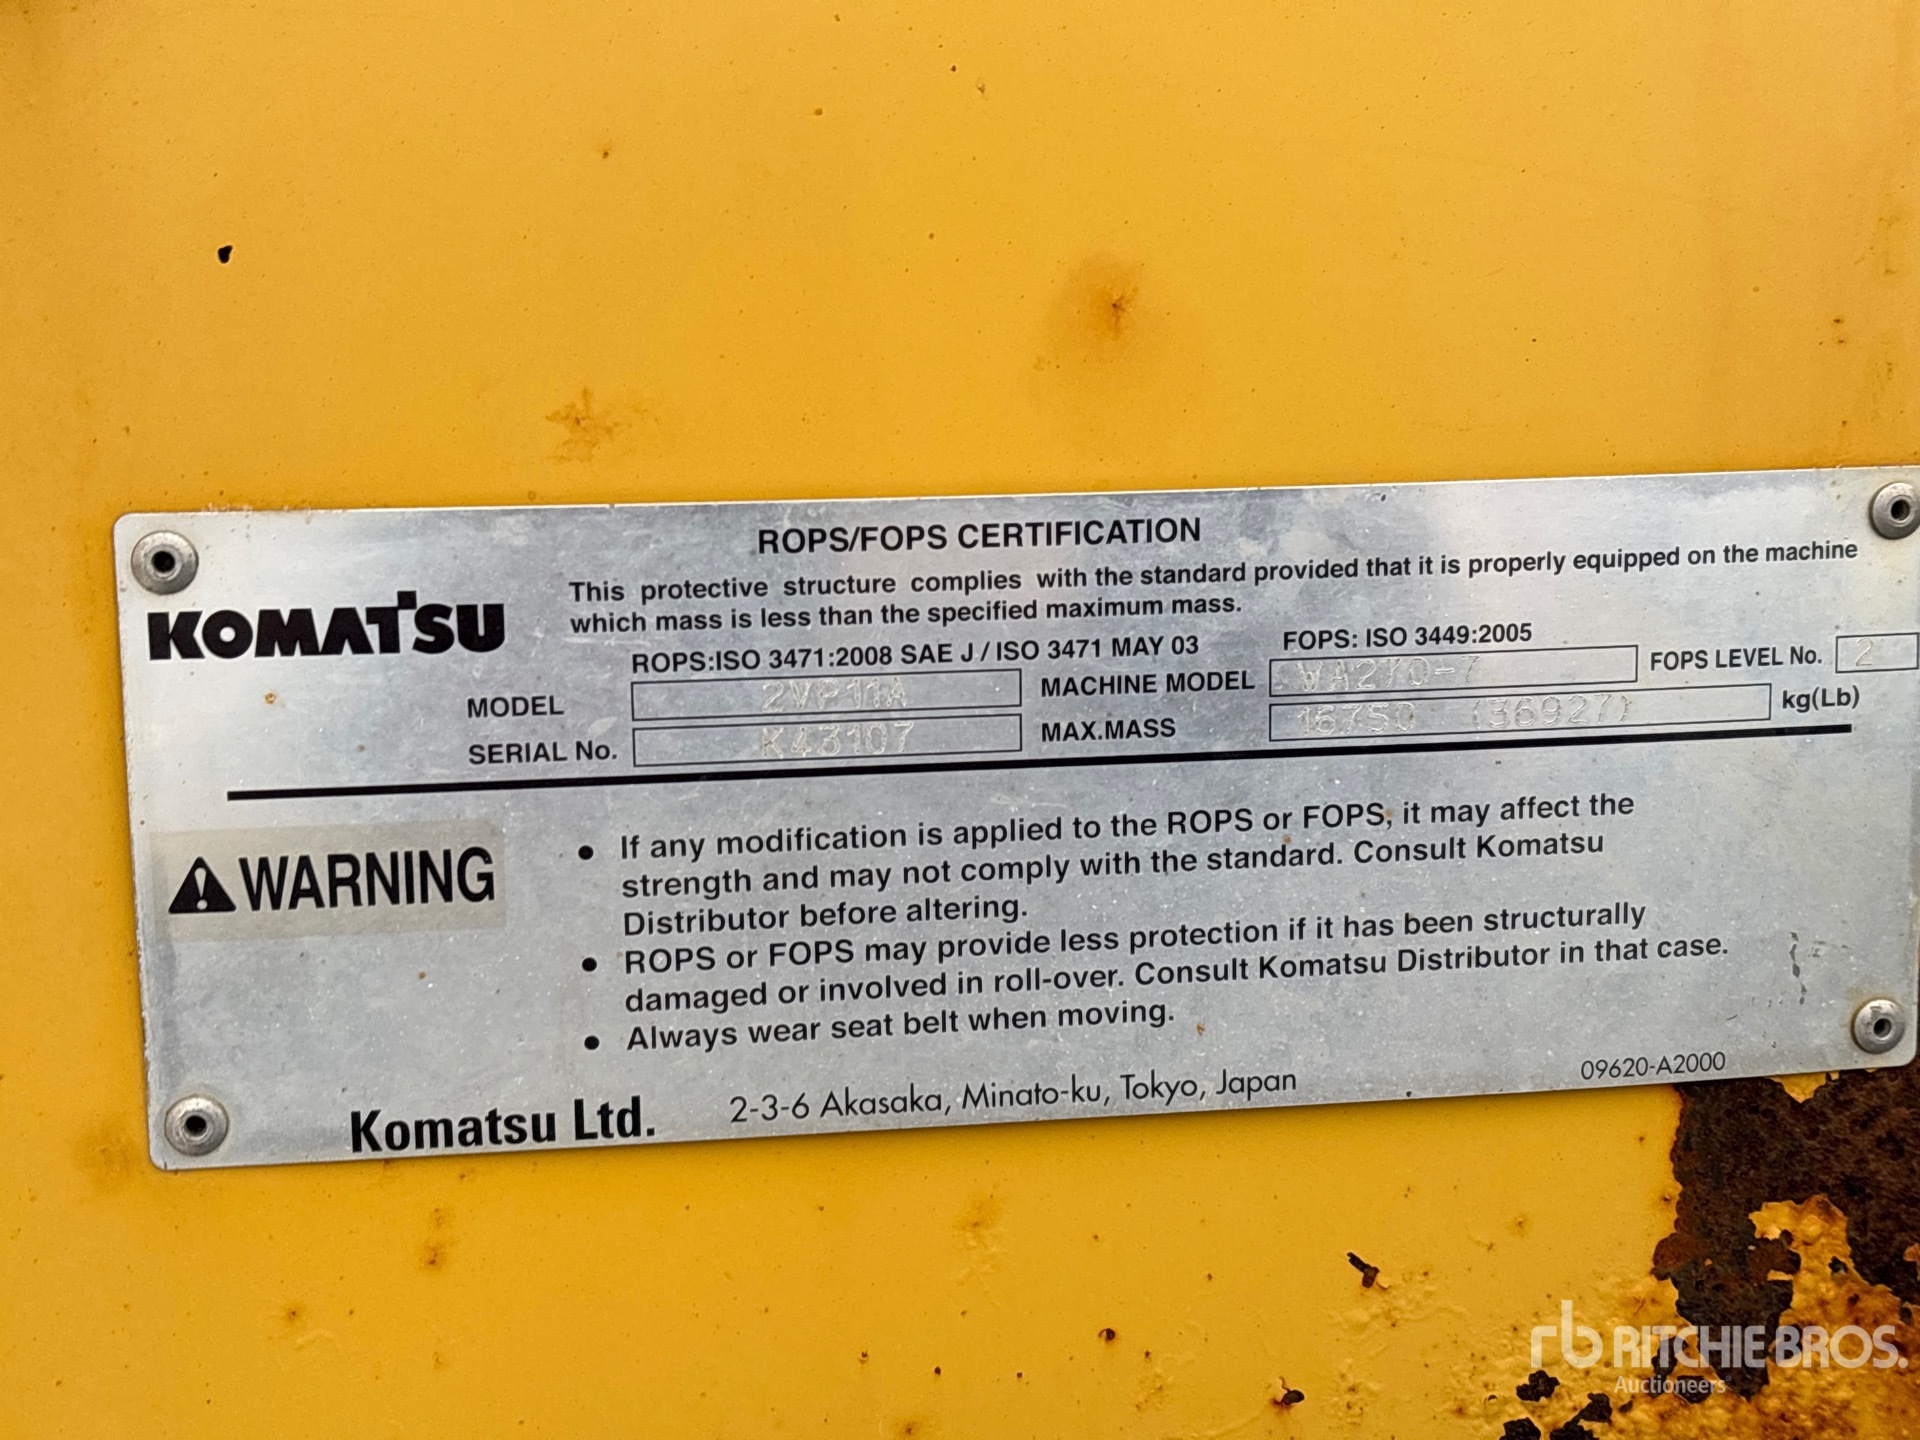 ROPS/FOPS CERTIFICATION
KOMATSU
This protective structure complies with the standard provided that it is properly equipped on the machine
which mass is less than the specified maximum mass.
ROPS:ISO 3471:2008 SAE J / ISO 3471 MAY 03 FOPS: ISO 3449:2005
MODEL 2VP11A MACHINE MODEL WA270-7 FOPS LEVEL No. 2
SERIAL No. K43107 MAX.MASS 16750 (36927) kg(Lb)
WARNING
● If any modification is applied to the ROPS or FOPS, it may affect the
strength and may not comply with the standard. Consult Komatsu
Distributor before altering.
● ROPS or FOPS may provide less protection if it has been structurally
damaged or involved in roll-over. Consult Komatsu Distributor in that case.
● Always wear seat belt when moving.
Komatsu Ltd. 2-3-6 Akasaka, Minato-ku, Tokyo, Japan 09620-A2000
rb RITCHIE BROS.
Auctioneers